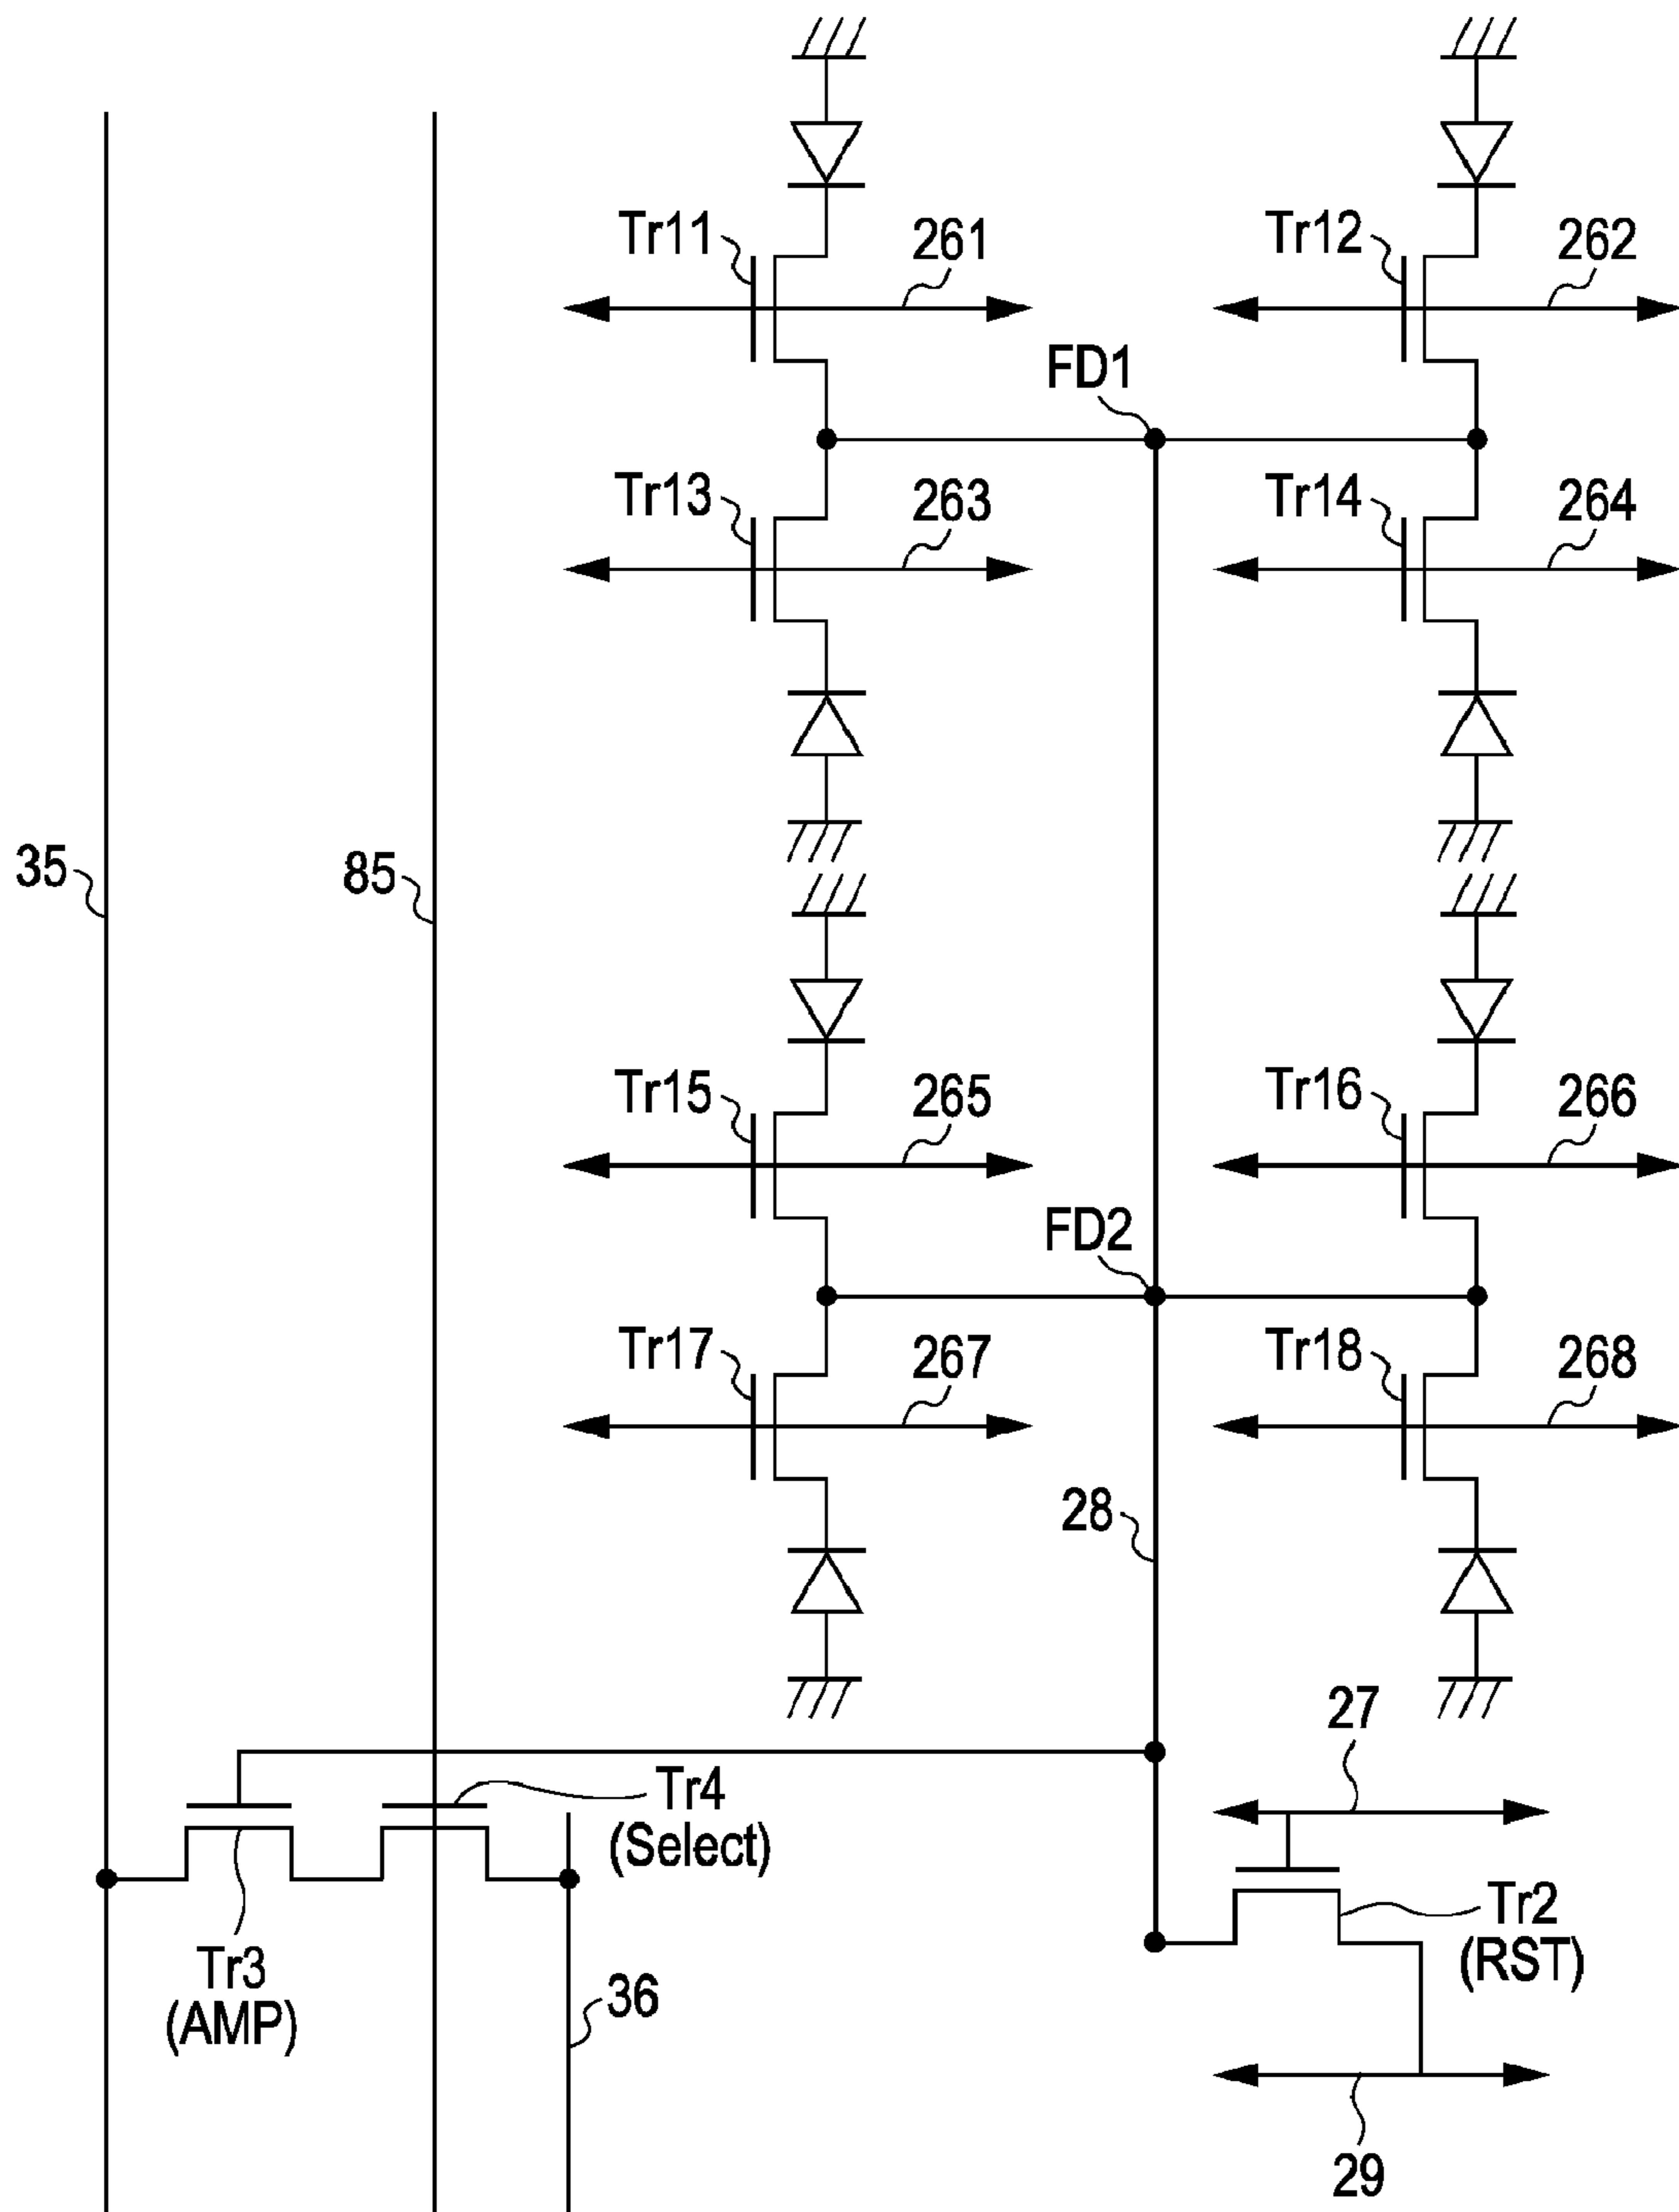 Tr11
261
Tr12
262
FD1
Tr13
263
Tr14
264
35
85
Tr15
265
Tr16
266
FD2
Tr17
267
Tr18
268
28
27
Tr4
(Select)
Tr2
(RST)
Tr3
(AMP)
36
29